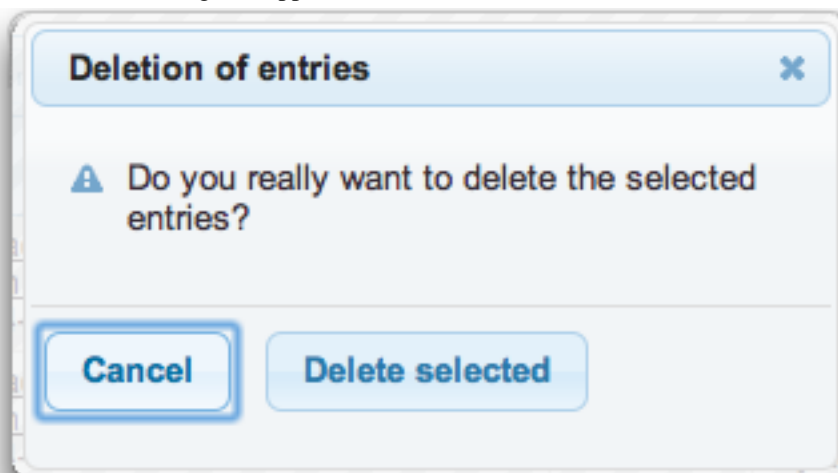 Deletion of entries
Do you really want to delete the selected
entries?
Cancel
Delete selected